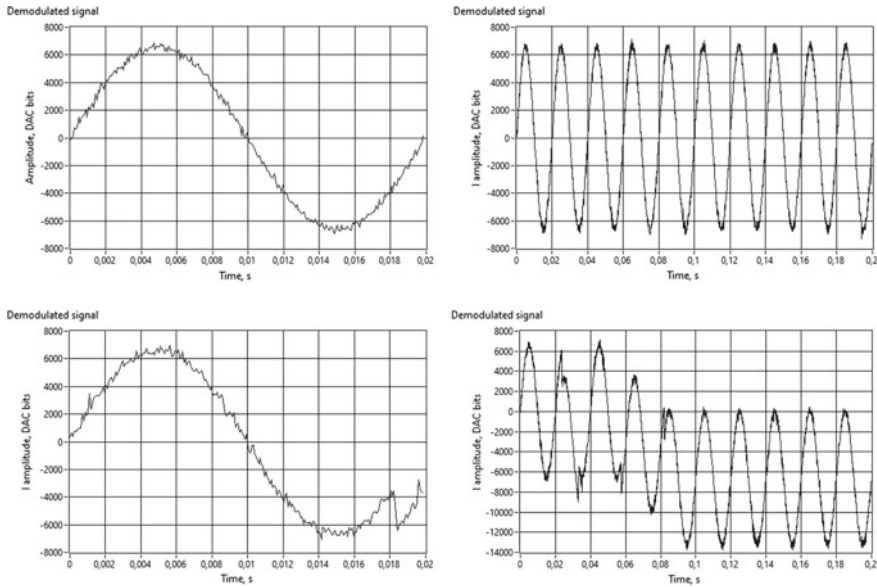 Demodulated signal
Amplitude, DAC bits
8000
6000
4000
2000
0
-2000
-4000
-6000
-8000
0 0,002 0,004 0,006 0,008 0,01 0,012 0,014 0,016 0,018 0,02
Time, s
Demodulated signal
I amplitude, DAC bits
8000
6000
4000
2000
0
-2000
-4000
-6000
-8000
0 0,02 0,04 0,06 0,08 0,1 0,12 0,14 0,16 0,18 0,2
Time, s
Demodulated signal
I amplitude, DAC bits
8000
6000
4000
2000
0
-2000
-4000
-6000
-8000
0 0,002 0,004 0,006 0,008 0,01 0,012 0,014 0,016 0,018 0,02
Time, s
Demodulated signal
I amplitude, DAC bits
8000
6000
4000
2000
0
-2000
-4000
-6000
-8000
-10000
-12000
-14000
0 0,02 0,04 0,06 0,08 0,1 0,12 0,14 0,16 0,18 0,2
Time, s